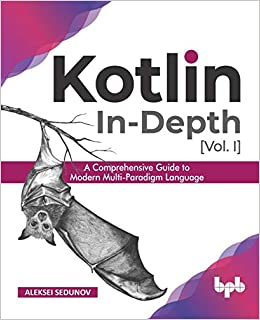 Kotlin
In-Depth
[Vol. I]
A Comprehensive Guide to
Modern Multi-Paradigm Language
ALEKSEI SEDUNOV
bpb